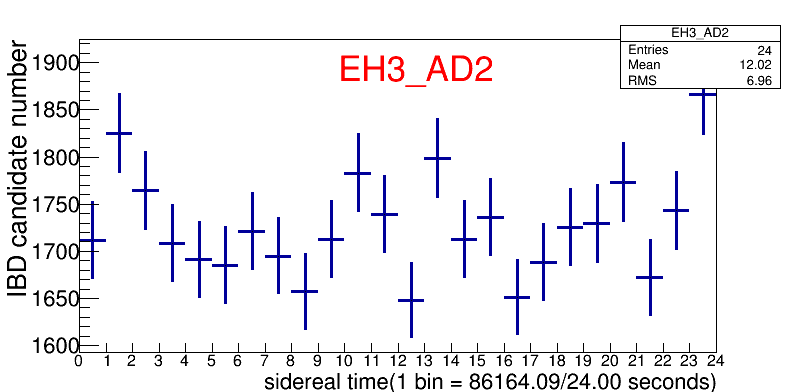 EH3_AD2
Entries 24
Mean 12.02
RMS 6.96
EH3_AD2
IBD candidate number
1900
1850
1800
1750
1700
1650
1600
0 1 2 3 4 5 6 7 8 9 10 11 12 13 14 15 16 17 18 19 20 21 22 23 24
sidereal time(1 bin = 86164.09/24.00 seconds)